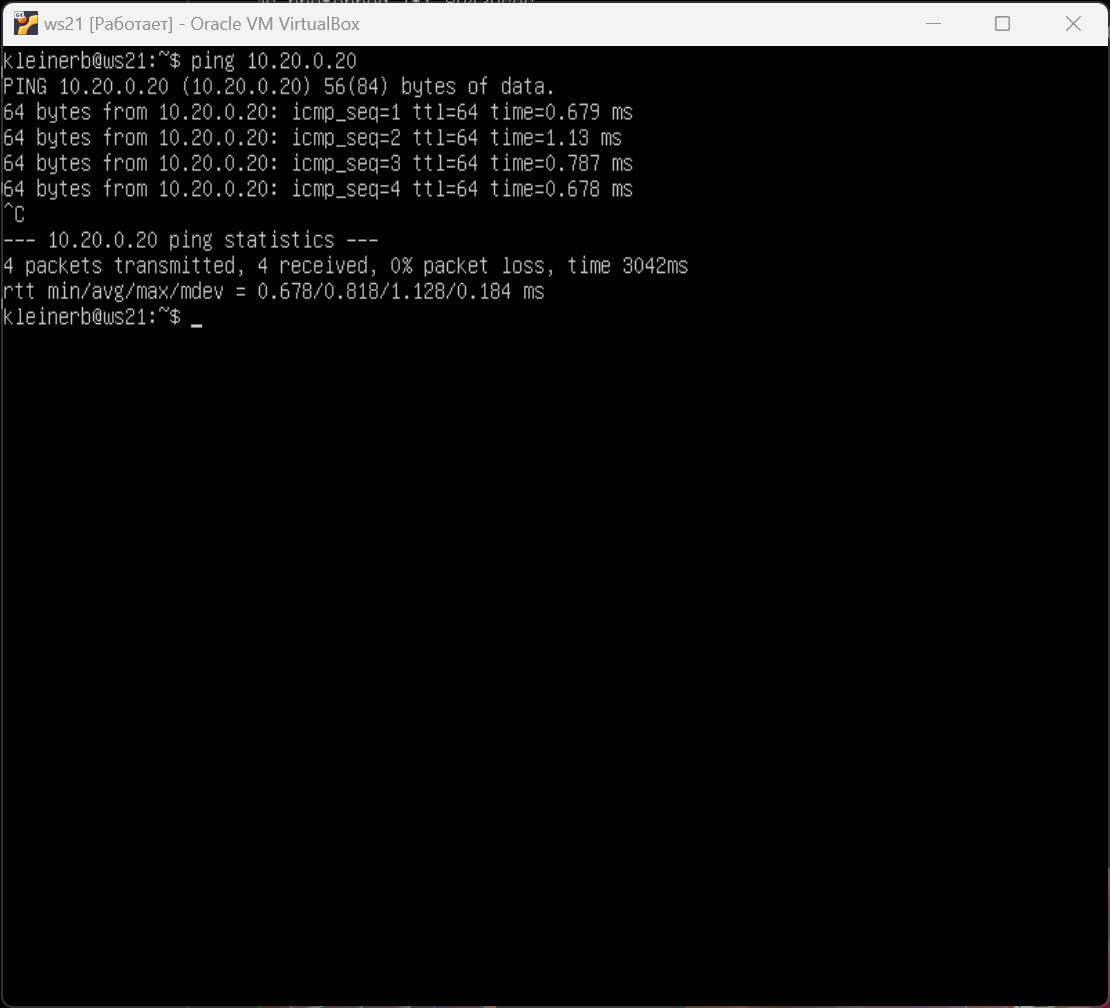 ws21 [Работает] - Oracle VM VirtualBox
kleinerb@ws21:~$ ping 10.20.0.20
PING 10.20.0.20 (10.20.0.20) 56(84) bytes of data.
64 bytes from 10.20.0.20: icmp_seq=1 ttl=64 time=0.679 ms
64 bytes from 10.20.0.20: icmp_seq=2 ttl=64 time=1.13 ms
64 bytes from 10.20.0.20: icmp_seq=3 ttl=64 time=0.787 ms
64 bytes from 10.20.0.20: icmp_seq=4 ttl=64 time=0.678 ms
^C
--- 10.20.0.20 ping statistics ---
4 packets transmitted, 4 received, 0% packet loss, time 3042ms
rtt min/avg/max/mdev = 0.678/0.818/1.128/0.184 ms
kleinerb@ws21:~$ _